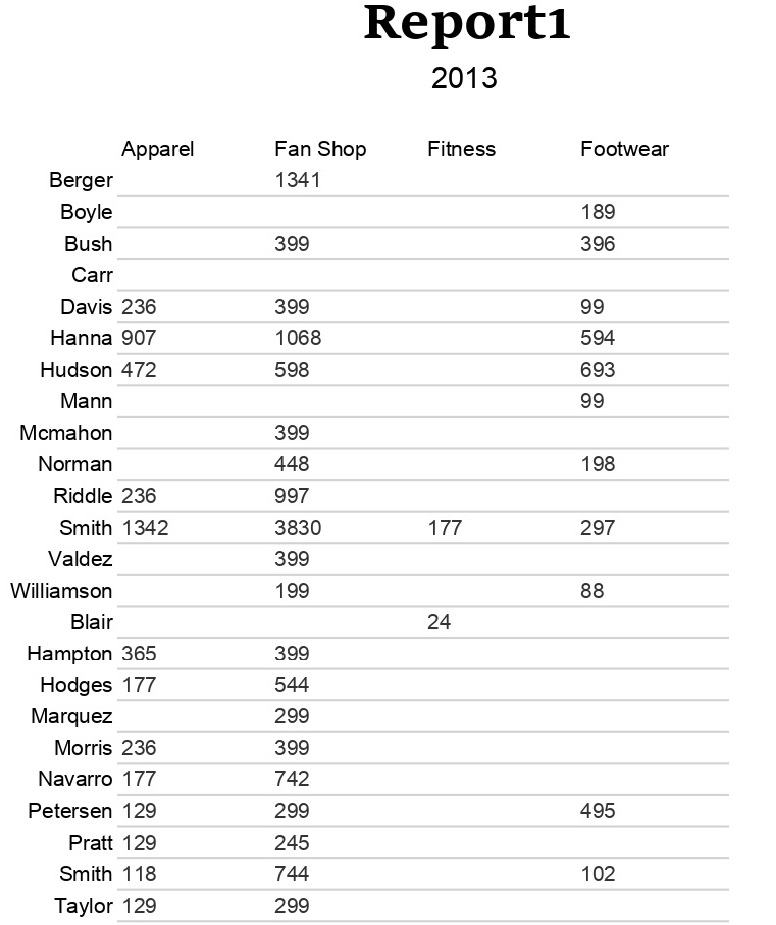 Report1
2013
Apparel Fan Shop Fitness Footwear
Berger 1341
Boyle 189
Bush 399 396
Carr
Davis 236 399 99
Hanna 907 1068 594
Hudson 472 598 693
Mann 99
Mcmahon 399
Norman 448 198
Riddle 236 997
Smith 1342 3830 177 297
Valdez 399
Williamson 199 88
Blair 24
Hampton 365 399
Hodges 177 544
Marquez 299
Morris 236 399
Navarro 177 742
Petersen 129 299 495
Pratt 129 245
Smith 118 744 102
Taylor 129 299